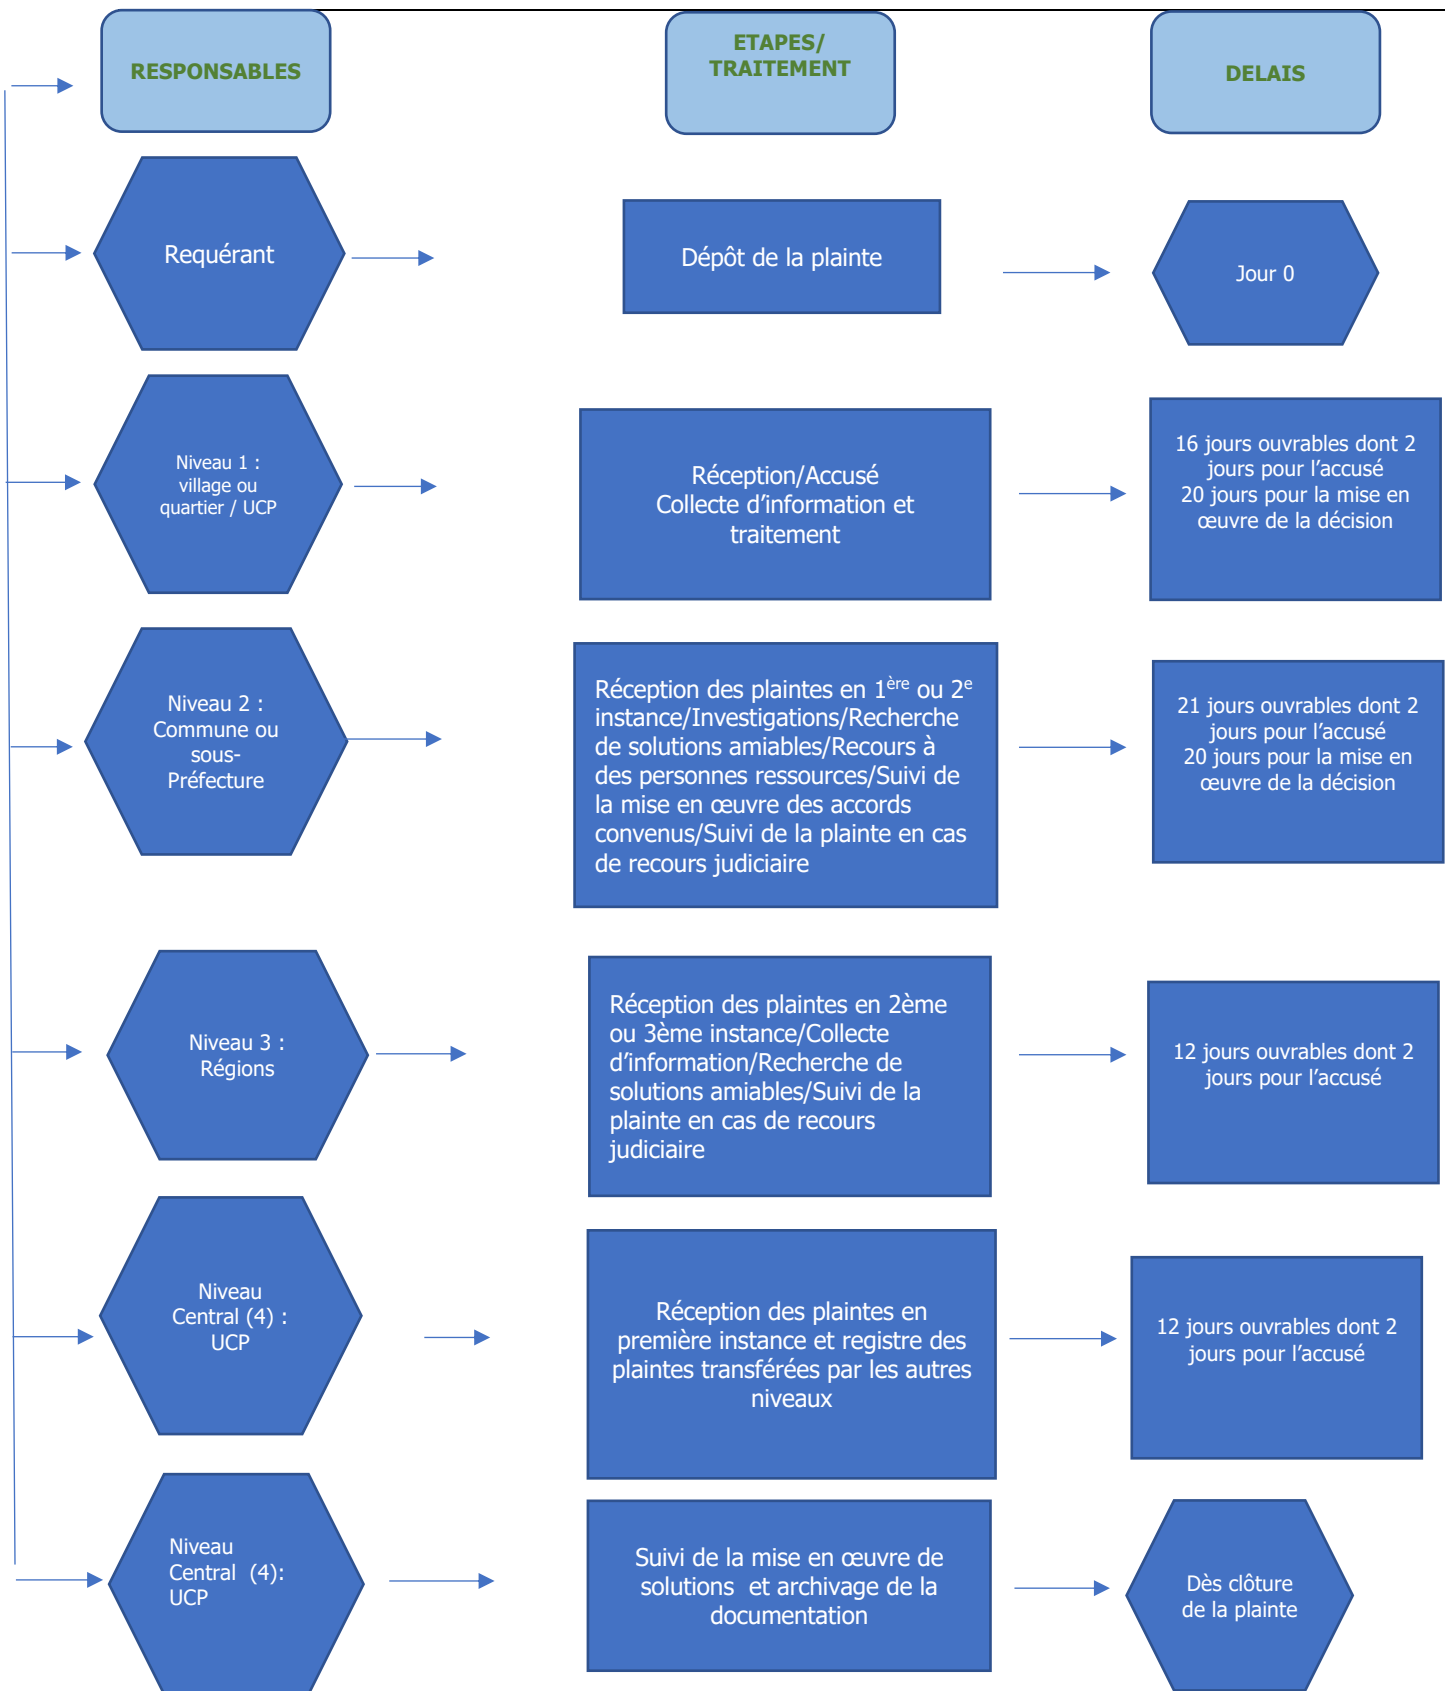 RESPONSABLES
ETAPES/
TRAITEMENT
DELAIS
Requérant
Dépôt de la plainte
Jour 0
Niveau 1 :
village ou
quartier / UCP
Réception/Accusé
Collecte d’information et
traitement
16 jours ouvrables dont 2
jours pour l’accusé
20 jours pour la mise en
œuvre de la décision
Niveau 2 :
Commune ou
sous-
Préfecture
Réception des plaintes en 1ère ou 2e
instance/Investigations/Recherche
de solutions amiables/Recours à
des personnes ressources/Suivi de
la mise en œuvre des accords
convenus/Suivi de la plainte en cas
de recours judiciaire
21 jours ouvrables dont 2
jours pour l’accusé
20 jours pour la mise en
œuvre de la décision
Niveau 3 :
Régions
Réception des plaintes en 2ème
ou 3ème instance/Collecte
d’information/Recherche de
solutions amiables/Suivi de la
plainte en cas de recours
judiciaire
12 jours ouvrables dont 2
jours pour l’accusé
Niveau
Central (4) :
UCP
Réception des plaintes en
première instance et registre des
plaintes transférées par les autres
niveaux
12 jours ouvrables dont 2
jours pour l’accusé
Niveau
Central (4):
UCP
Suivi de la mise en œuvre de
solutions et archivage de la
documentation
Dès clôture
de la plainte